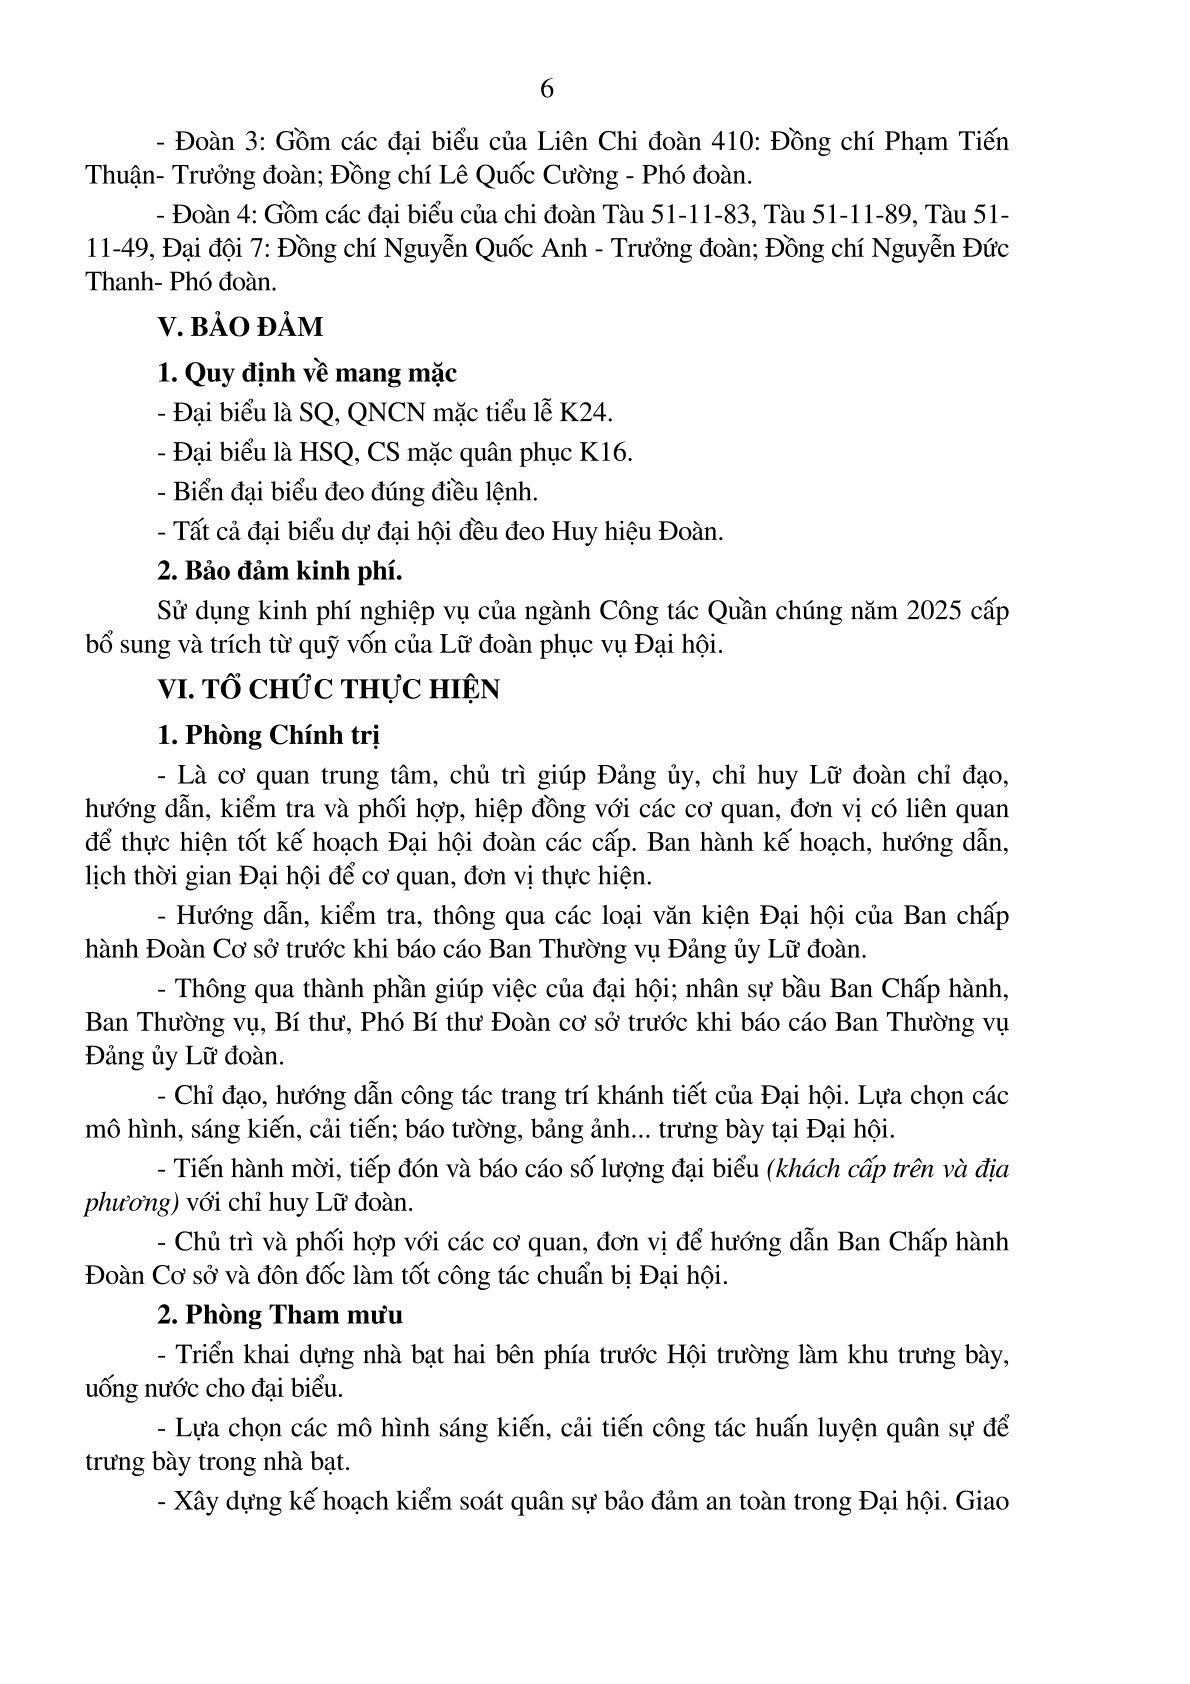 6
- Đoàn 3: Gồm các đại biểu của Liên Chi đoàn 410: Đồng chí Phạm Tiến
Thuận- Trưởng đoàn; Đồng chí Lê Quốc Cường - Phó đoàn.
- Đoàn 4: Gồm các đại biểu của chi đoàn Tàu 51-11-83, Tàu 51-11-89, Tàu 51-
11-49, Đại đội 7: Đồng chí Nguyễn Quốc Anh - Trưởng đoàn; Đồng chí Nguyễn Đức
Thanh- Phó đoàn.
V. BẢO ĐẢM
1. Quy định về mang mặc
- Đại biểu là SQ, QNCN mặc tiểu lễ K24.
- Đại biểu là HSQ, CS mặc quân phục K16.
- Biển đại biểu đeo đúng điều lệnh.
- Tất cả đại biểu dự đại hội đều đeo Huy hiệu Đoàn.
2. Bảo đảm kinh phí.
Sử dụng kinh phí nghiệp vụ của ngành Công tác Quần chúng năm 2025 cấp
bổ sung và trích từ quỹ vốn của Lữ đoàn phục vụ Đại hội.
VI. TỔ CHỨC THỰC HIỆN
1. Phòng Chính trị
- Là cơ quan trung tâm, chủ trì giúp Đảng ủy, chỉ huy Lữ đoàn chỉ đạo,
hướng dẫn, kiểm tra và phối hợp, hiệp đồng với các cơ quan, đơn vị có liên quan
để thực hiện tốt kế hoạch Đại hội đoàn các cấp. Ban hành kế hoạch, hướng dẫn,
lịch thời gian Đại hội để cơ quan, đơn vị thực hiện.
- Hướng dẫn, kiểm tra, thông qua các loại văn kiện Đại hội của Ban chấp
hành Đoàn Cơ sở trước khi báo cáo Ban Thường vụ Đảng ủy Lữ đoàn.
- Thông qua thành phần giúp việc của đại hội; nhân sự bầu Ban Chấp hành,
Ban Thường vụ, Bí thư, Phó Bí thư Đoàn cơ sở trước khi báo cáo Ban Thường vụ
Đảng ủy Lữ đoàn.
- Chỉ đạo, hướng dẫn công tác trang trí khánh tiết của Đại hội. Lựa chọn các
mô hình, sáng kiến, cải tiến; báo tường, bảng ảnh... trưng bày tại Đại hội.
- Tiến hành mời, tiếp đón và báo cáo số lượng đại biểu (khách cấp trên và địa
phương) với chỉ huy Lữ đoàn.
- Chủ trì và phối hợp với các cơ quan, đơn vị để hướng dẫn Ban Chấp hành
Đoàn Cơ sở và đôn đốc làm tốt công tác chuẩn bị Đại hội.
2. Phòng Tham mưu
- Triển khai dựng nhà bạt hai bên phía trước Hội trường làm khu trưng bày,
uống nước cho đại biểu.
- Lựa chọn các mô hình sáng kiến, cải tiến công tác huấn luyện quân sự để
trưng bày trong nhà bạt.
- Xây dựng kế hoạch kiểm soát quân sự bảo đảm an toàn trong Đại hội. Giao